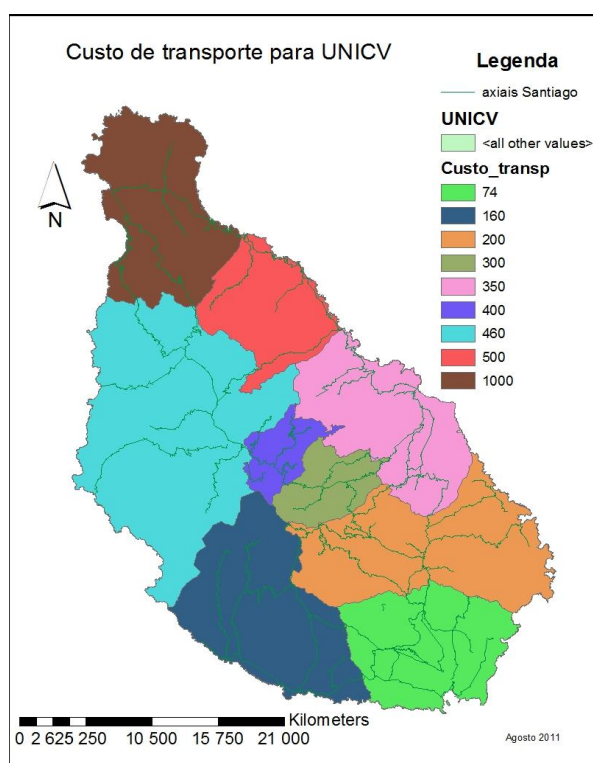 Custo de transporte para UNICV
Legenda
axiais Santiago
UNICV
<all other values>
Custo_transp
74
160
200
300
350
400
460
500
1000
N
Kilometers
0 2 625 250 10 500 15 750 21 000
Agosto 2011